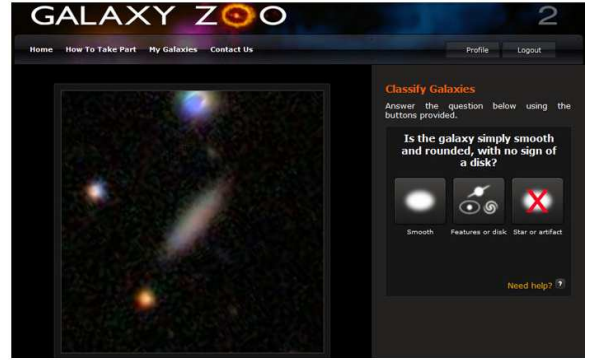 GALAXY ZOO 2
Home How To Take Part My Galaxies Contact Us Profile Logout
Classify Galaxies
Answer the question below using the
buttons provided.
Is the galaxy simply smooth
and rounded, with no sign of
a disk?
Smooth Features or disk Star or artifact
Need help? ?